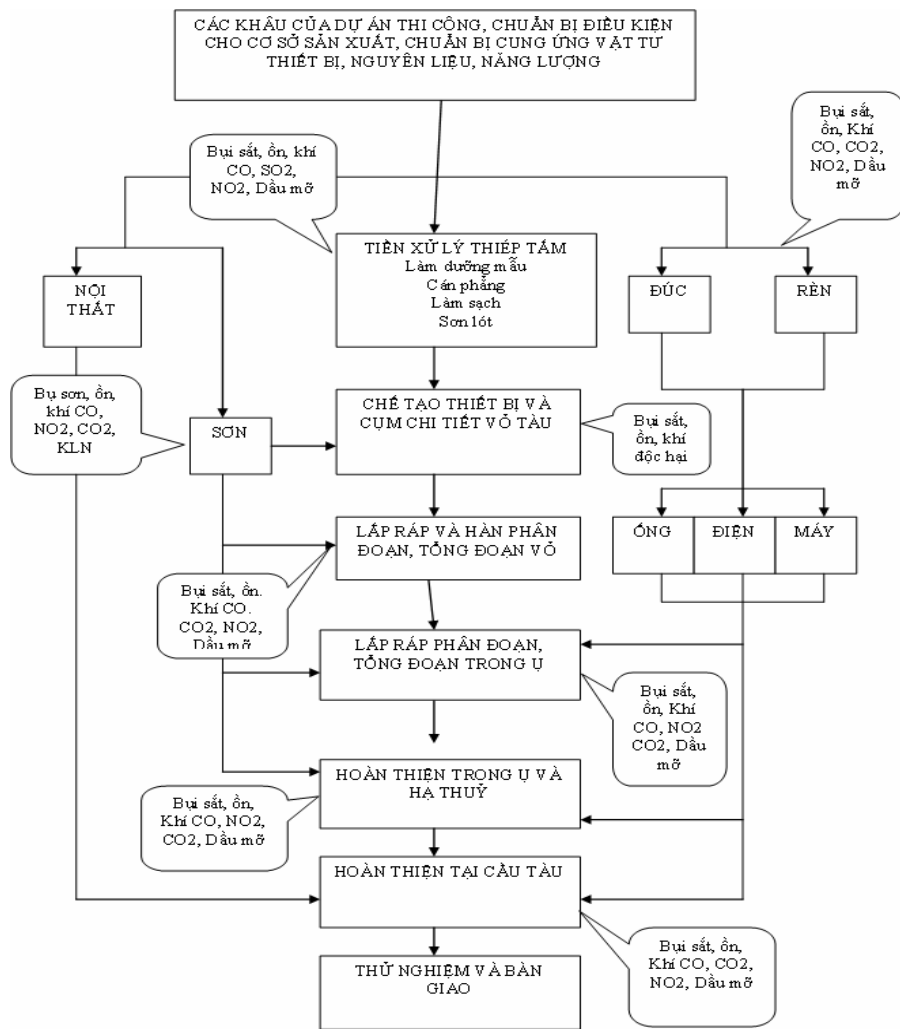 CÁC KHÂU CỦA DỰ ÁN THI CÔNG, CHUẨN BỊ ĐIỀU KIỆN
CHO CƠ SỞ SẢN XUẤT, CHUẨN BỊ CUNG ỨNG VẬT TƯ
THIẾT BỊ, NGUYÊN LIỆU, NĂNG LƯỢNG
Bụi sắt,
ồn, Khí
CO, CO2,
NO2, Dầu
mỡ
Bụi sắt, ồn, khí
CO, SO2,
NO2, Dầu mỡ
TIỀN XỬ LÝ THIÉP TẤM
Làm dưỡng mẫu
Cán phẳng
Làm sạch
Sơn lót
NỘI
THẤT
ĐÚC
RÈN
Bụ sơn, ồn,
khí CO,
NO2, CO2,
KLN
SƠN
CHẾ TẠO THIẾT BỊ VÀ
CỤM CHI TIẾT VỎ TÀU
Bụi sắt,
ồn, khí
độc hại
LẮP RÁP VÀ HÀN PHÂN
ĐOẠN, TỔNG ĐOẠN VỎ
ỐNG
ĐIỆN
MÁY
Bụi sắt, ồn.
Khí CO.
CO2, NO2,
Dầu mỡ
LẮP RÁP PHÂN ĐOẠN,
TỔNG ĐOẠN TRONG Ụ
Bụi sắt,
ồn, Khí
CO, NO2
CO2, Dầu
mỡ
HOÀN THIỆN TRONG Ụ VÀ
HẠ THUỶ
Bụi sắt, ồn,
Khí CO, NO2,
CO2, Dầu mỡ
HOÀN THIỆN TẠI CẦU TÀU
Bụi sắt, ồn,
Khí CO, CO2,
NO2, Dầu mỡ
THỬ NGHIỆM VÀ BÀN
GIAO